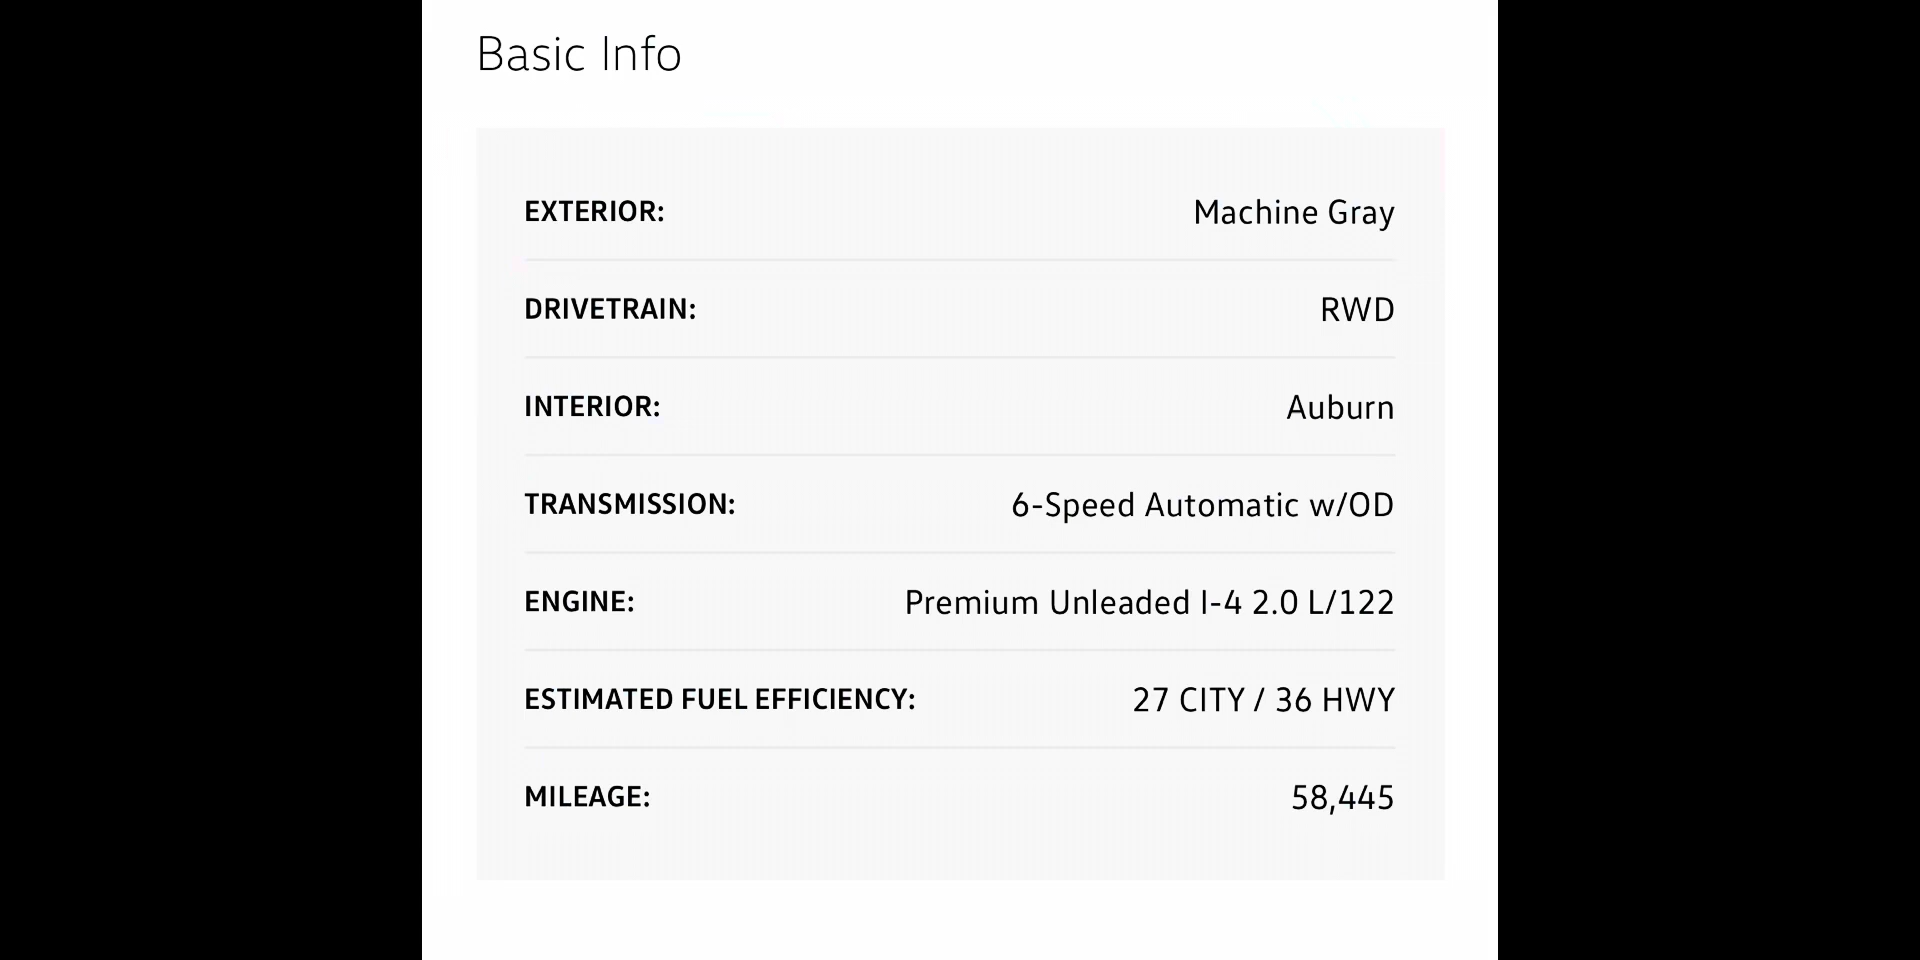 Basic Info
EXTERIOR: Machine Gray
DRIVETRAIN: RWD
INTERIOR: Auburn
TRANSMISSION: 6-Speed Automatic w/OD
ENGINE: Premium Unleaded I-4 2.0 L/122
ESTIMATED FUEL EFFICIENCY: 27 CITY / 36 HWY
MILEAGE: 58,445